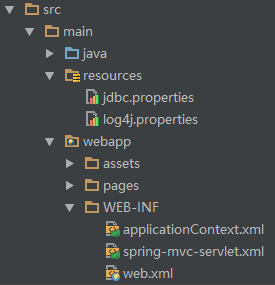 src
main
java
resources
jdbc.properties
log4j.properties
webapp
assets
pages
WEB-INF
applicationContext.xml
spring-mvc-servlet.xml
web.xml